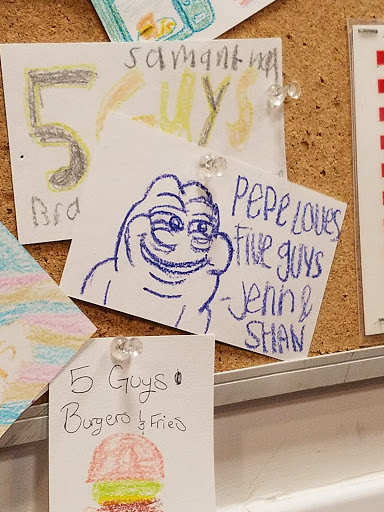 Samantha
5 Guys
PEPE LOVES
FIVE GUYS
-JENN &
SHAN
5 Guys
Burgers & Fries